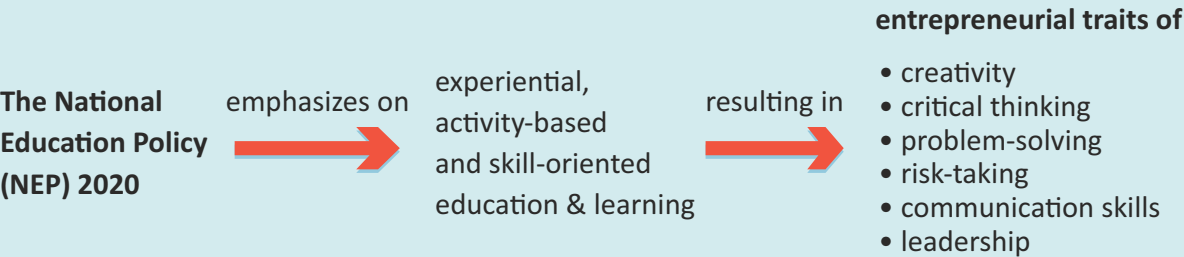 The National
Education Policy
(NEP) 2020
emphasizes on
experiential,
activity-based
and skill-oriented
education & learning
resulting in
entrepreneurial traits of
• creativity
• critical thinking
• problem-solving
• risk-taking
• communication skills
• leadership